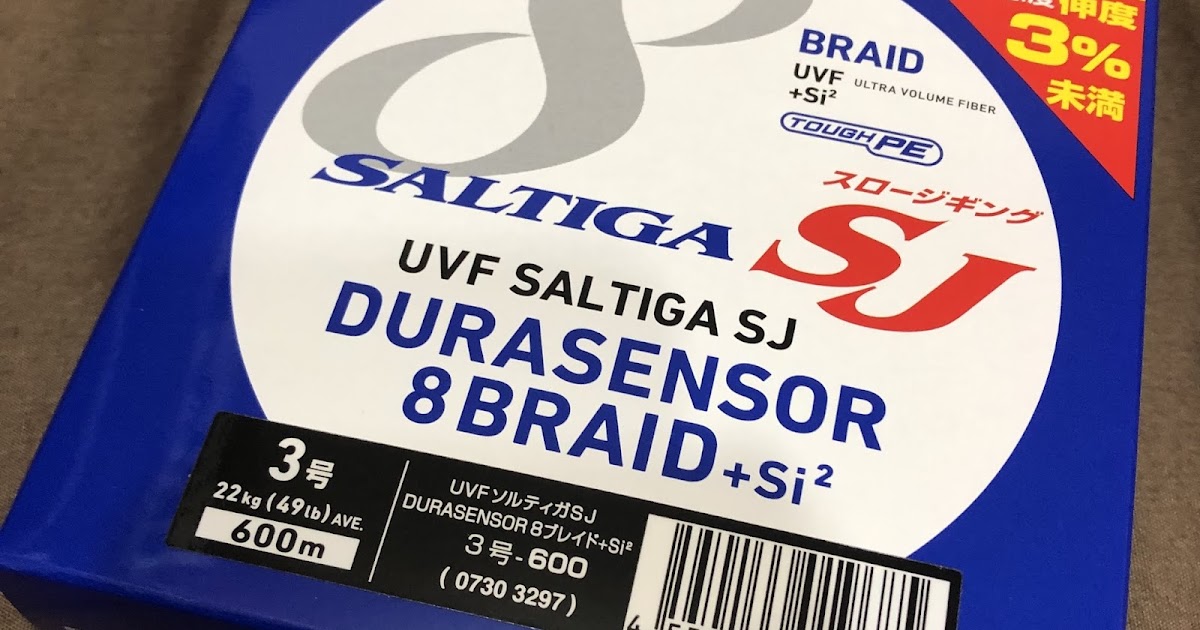 8
BRAID
UVF
+Si²
ULTRA VOLUME FIBER
TOUGH PE
伸度
3%
未満
SALTIGA
スロージギング
SJ
UVF SALTIGA SJ
DURASENSOR
8BRAID+Si²
3号
22kg (49lb) AVE.
600m
UVFソルティガSJ
DURASENSOR 8ブレイド+Si²
3号-600
( 0730 3297)